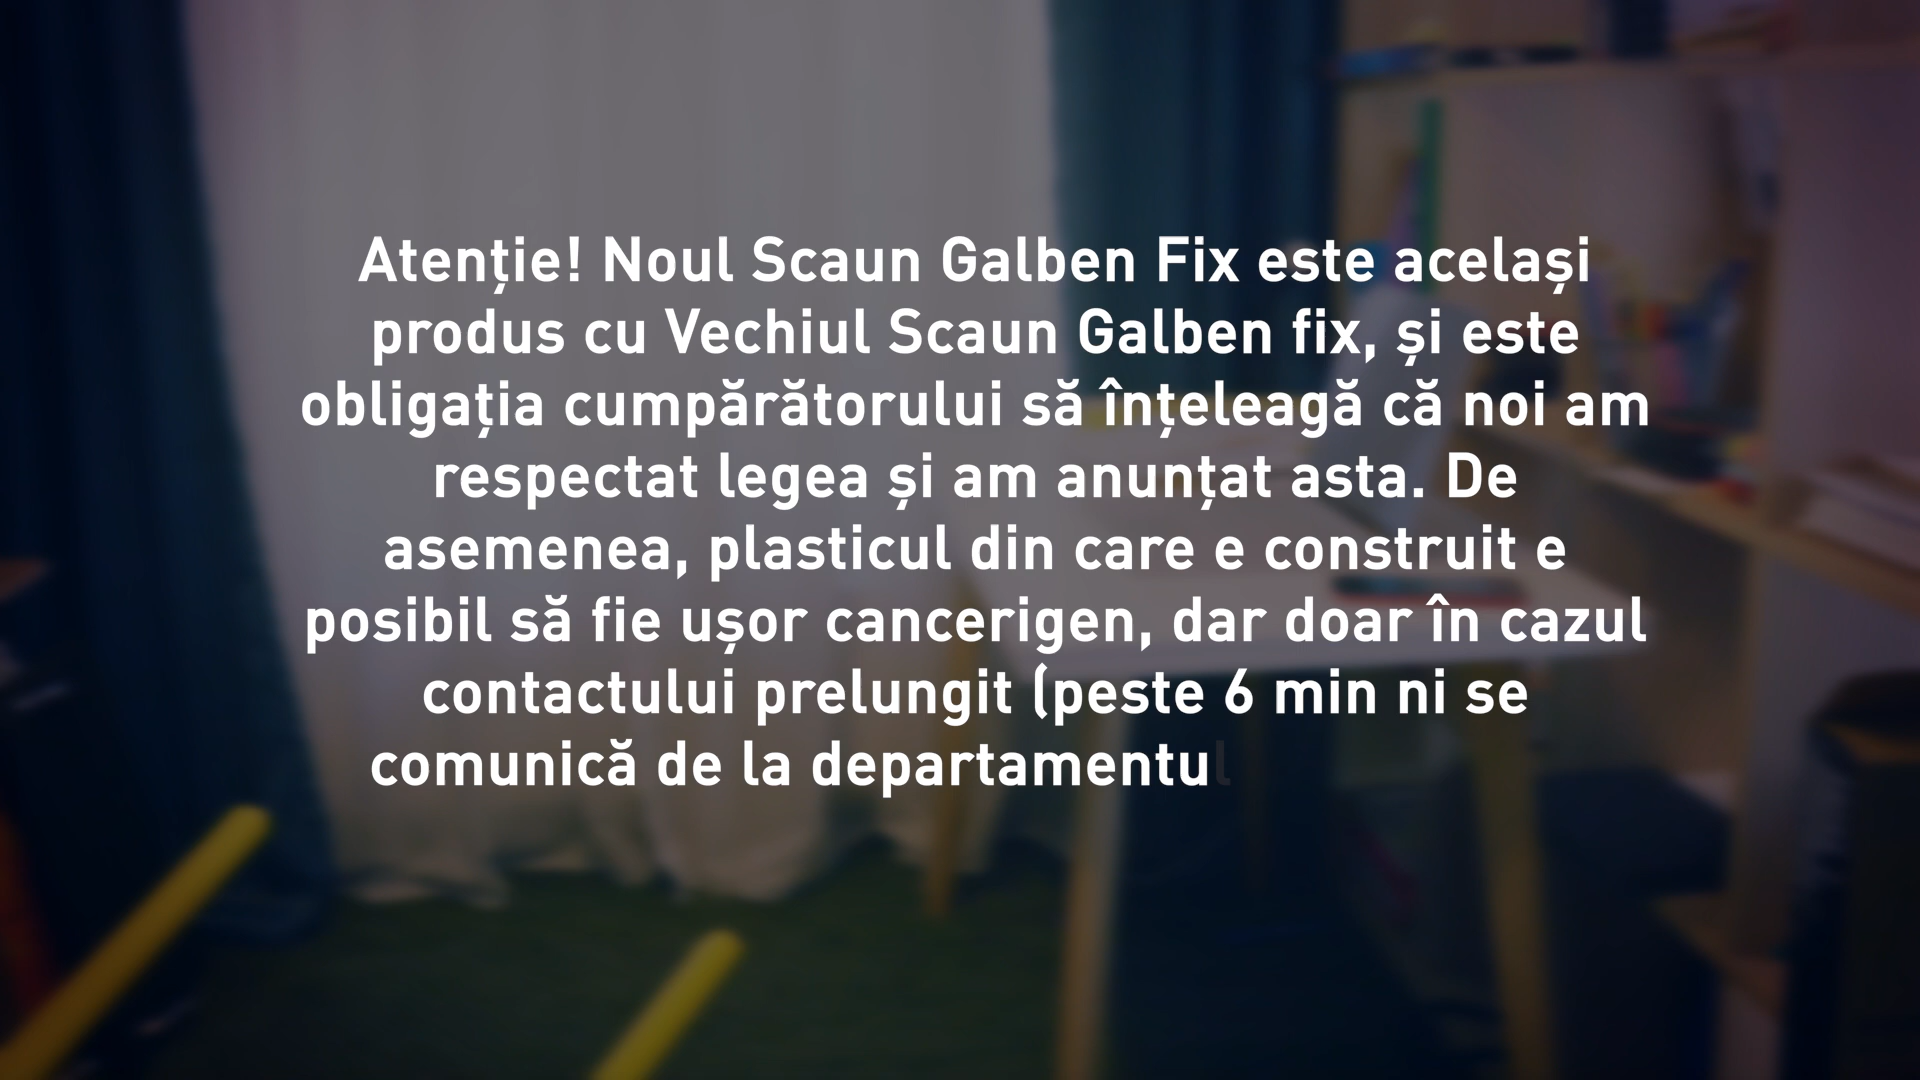 Atenție! Noul Scaun Galben Fix este același
produs cu Vechiul Scaun Galben fix, și este
obligația cumpărătorului să înțeleagă că noi am
respectat legea și am anunțat asta. De
asemenea, plasticul din care e construit e
posibil să fie ușor cancerigen, dar doar în cazul
contactului prelungit (peste 6 min ni se
comunică de la departamentul